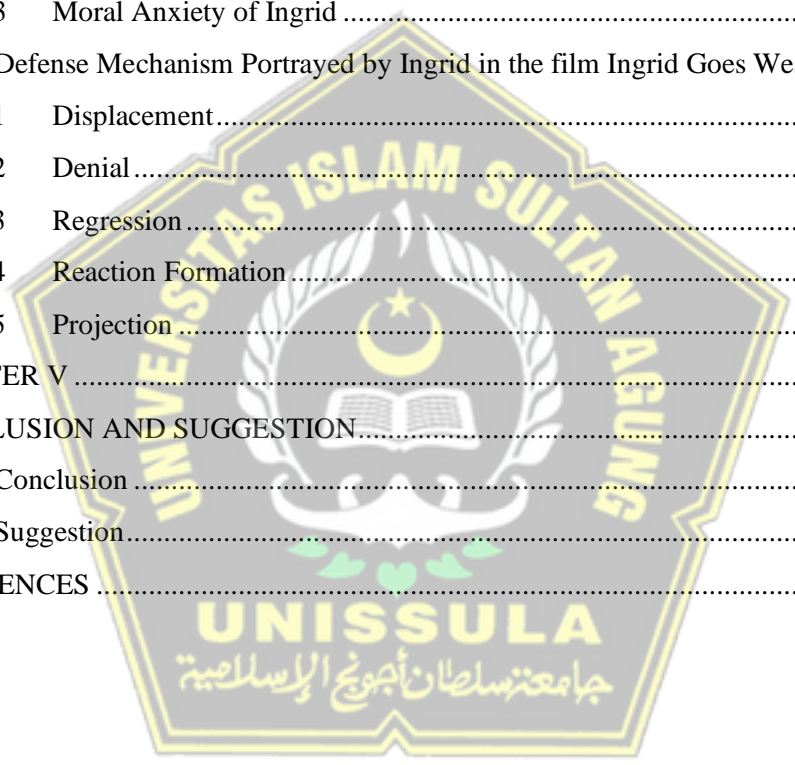 3 Moral Anxiety of Ingrid ........................................................
Defense Mechanism Portrayed by Ingrid in the film Ingrid Goes We
1 Displacement........................................................................
2 Denial..................................................................................
3 Regression...........................................................................
4 Reaction Formation..............................................................
5 Projection............................................................................
TER V ........................................................................................
LUSION AND SUGGESTION.....................................................
Conclusion .................................................................................
Suggestion..................................................................................
ENCES .......................................................................................
UNIVERSITAS ISLAM SULTAN AGUNG
UNISSULA
جامعة سلطان أجونج الإسلامية